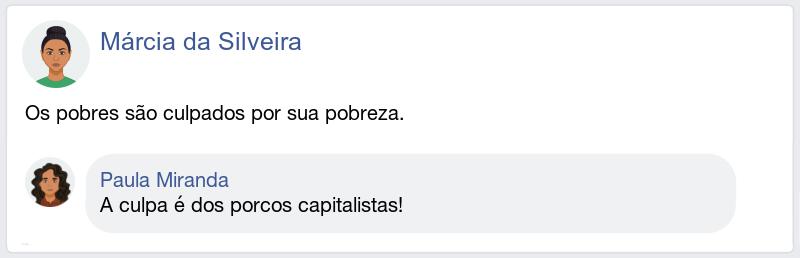 Márcia da Silveira
Os pobres são culpados por sua pobreza.
Paula Miranda
A culpa é dos porcos capitalistas!